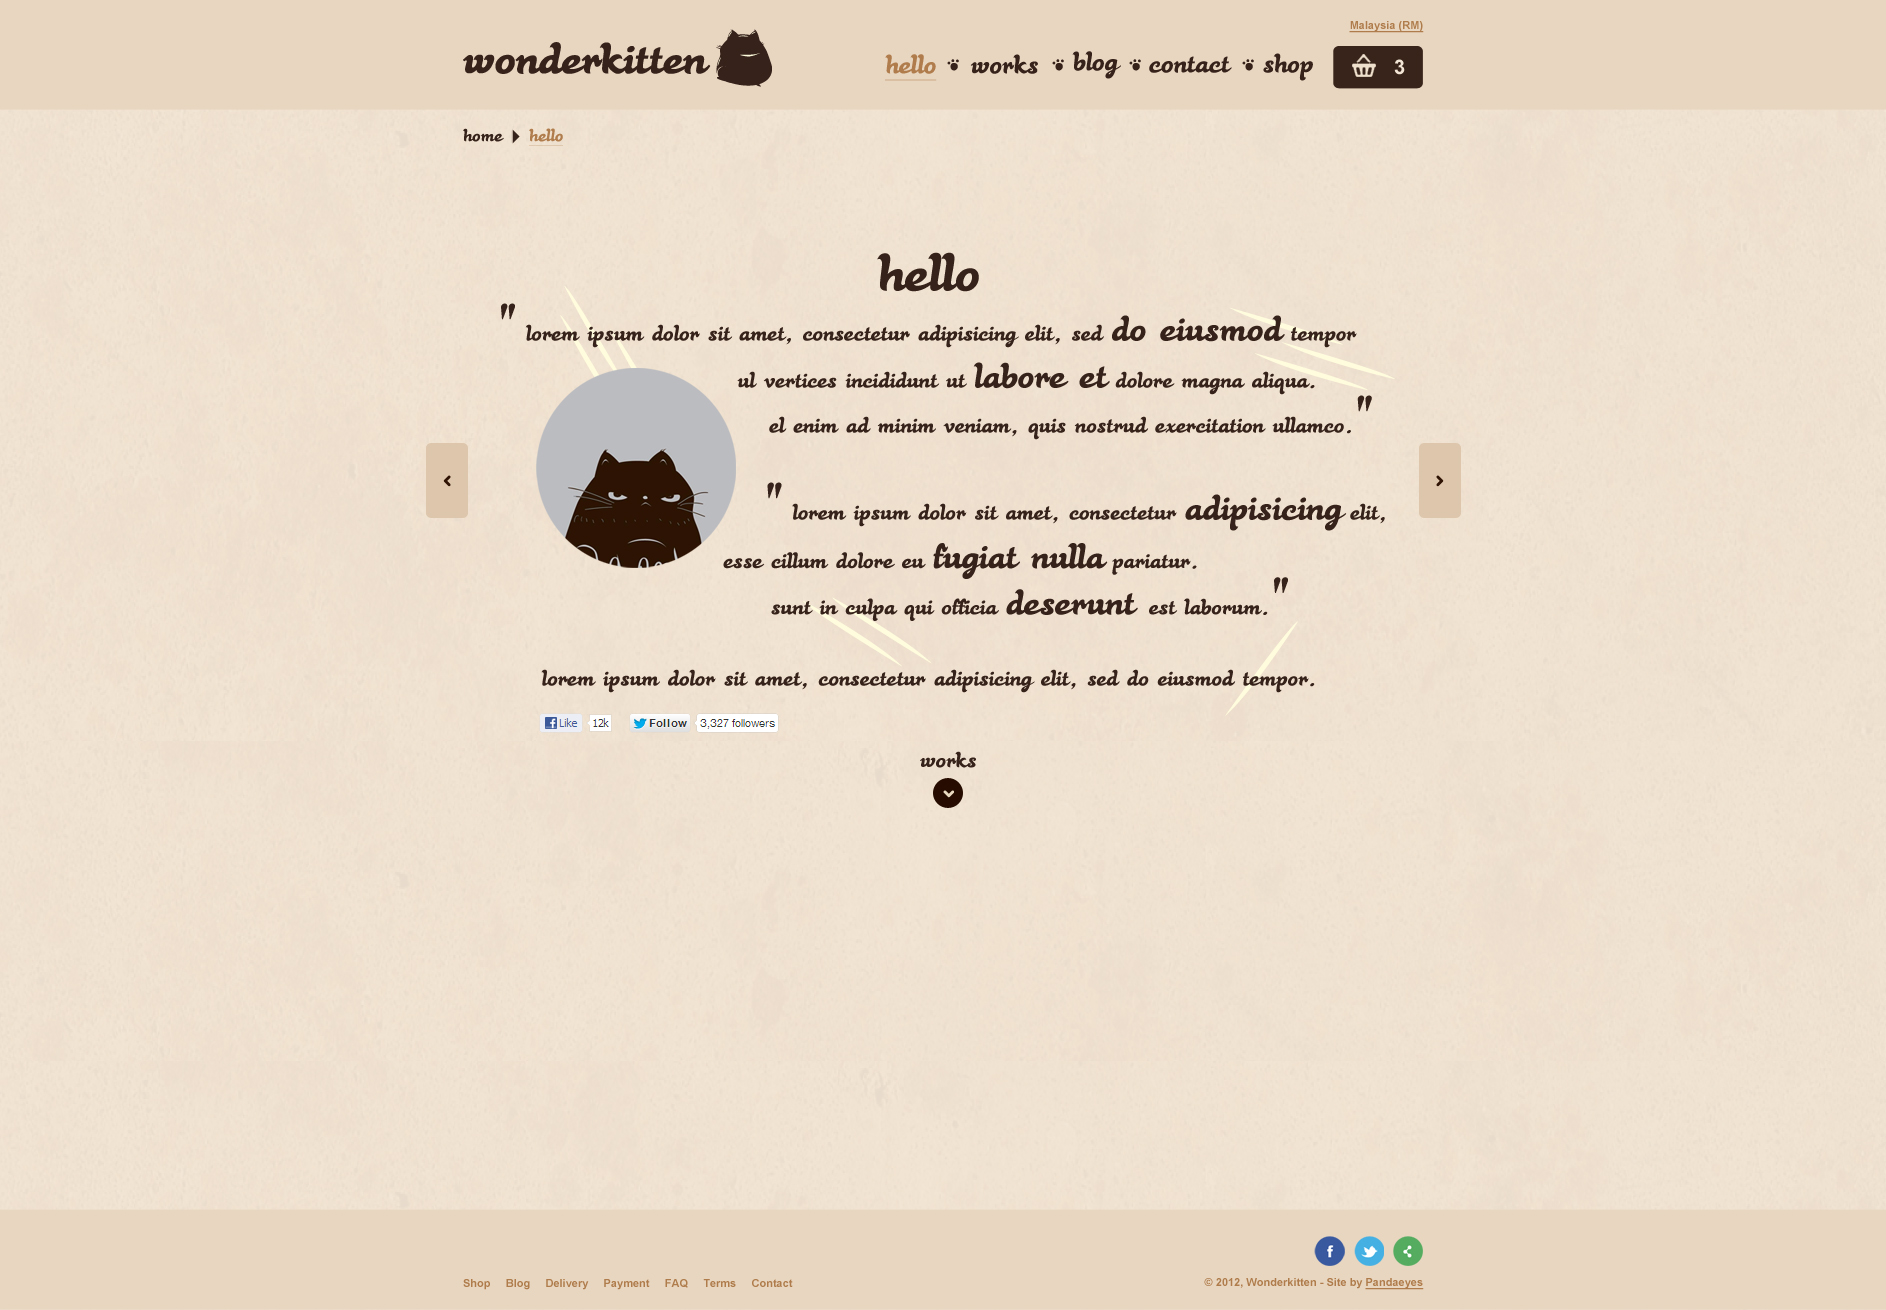 Malaysia (RM)
wonderkitten
hello works blog contact shop 3
home hello
hello
" lorem ipsum dolor sit amet, consectetur adipisicing elit, sed do eiusmod tempor
ul vertices incididunt ut labore et dolore magna aliqua.
el enim ad minim veniam, quis nostrud exercitation ullamco."
" lorem ipsum dolor sit amet, consectetur adipisicing elit,
esse cillum dolore eu fugiat nulla pariatur.
sunt in culpa qui officia deserunt est laborum."
lorem ipsum dolor sit amet, consectetur adipisicing elit, sed do eiusmod tempor.
Like 12k Follow 3,327 followers
works
Shop Blog Delivery Payment FAQ Terms Contact
© 2012, Wonderkitten - Site by Pandaeyes